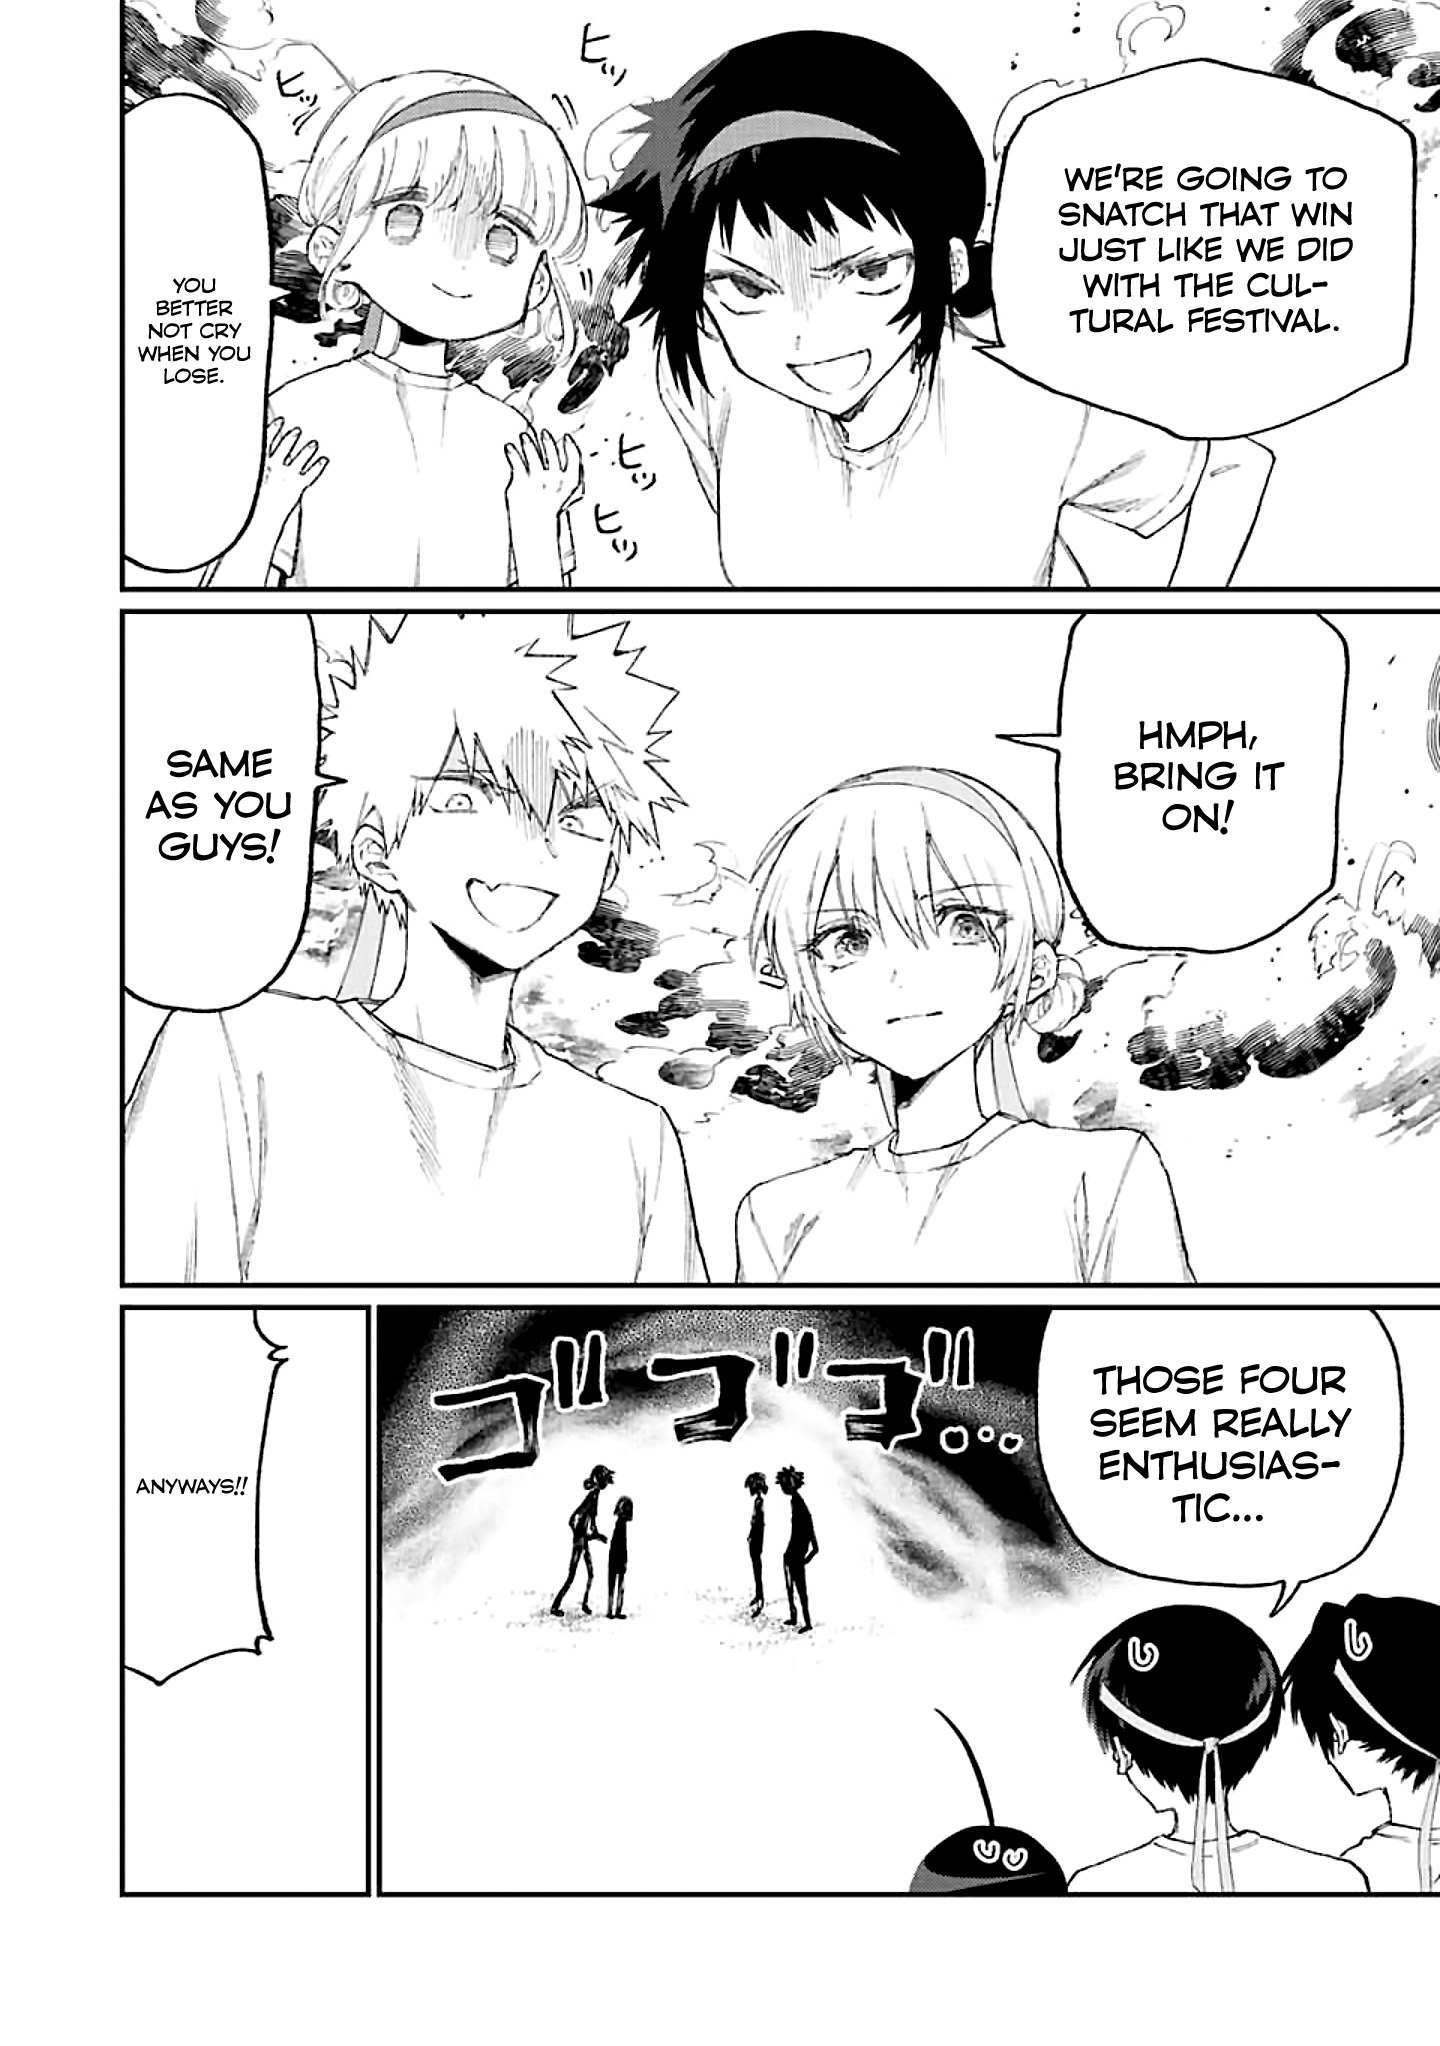 WE'RE GOING TO
SNATCH THAT WIN
JUST LIKE WE DID
WITH THE CUL-
TURAL FESTIVAL.
ヒッ
ヒッ
ヒッ
ヒッ
YOU
BETTER
NOT CRY
WHEN YOU
LOSE.
HMPH,
BRING IT
ON!
SAME
AS YOU
GUYS!
THOSE FOUR
SEEM REALLY
ENTHUSIAS-
TIC...
ゴゴゴ...
ANYWAYS!!